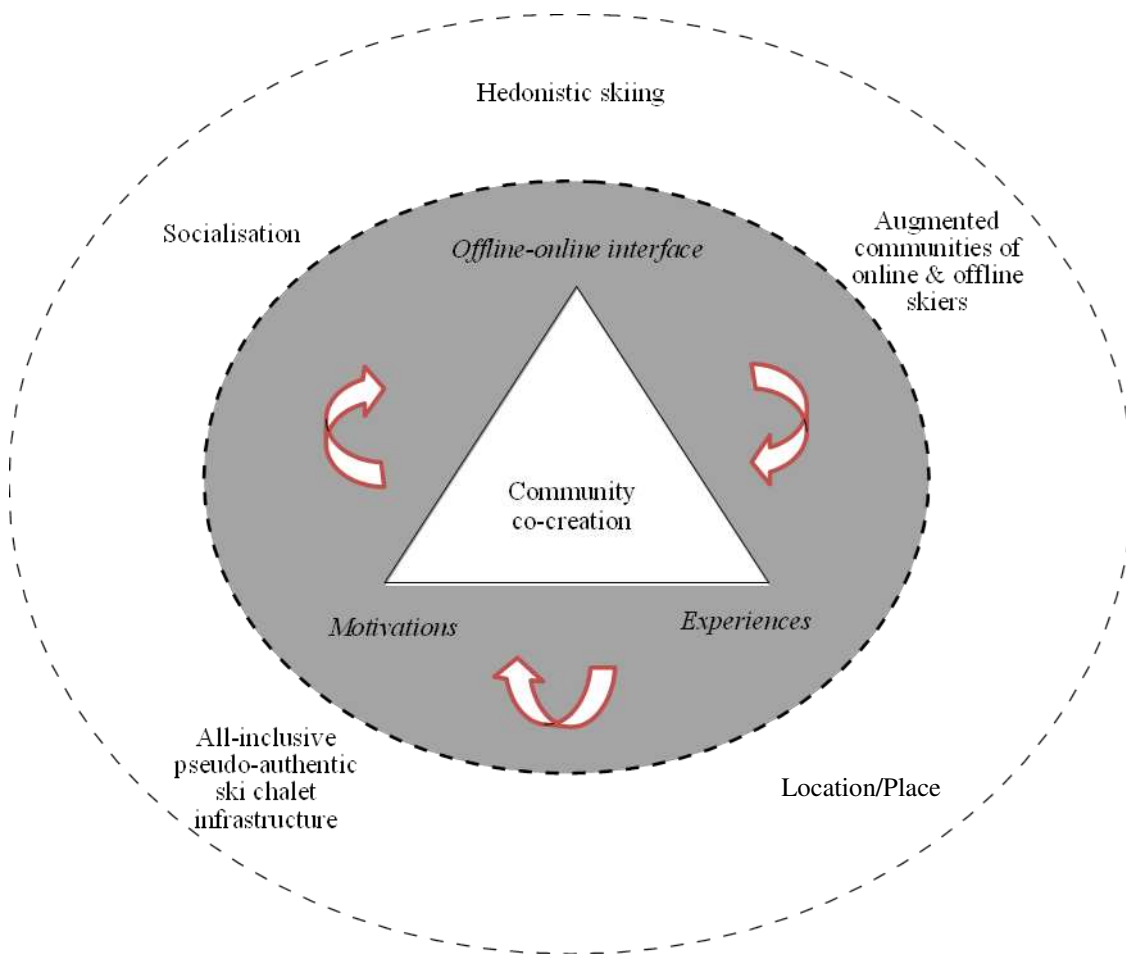 Hedonistic skiing
Socialisation
Augmented
communities of
online & offline
skiers
Offline-online interface
Community
co-creation
Motivations
Experiences
All-inclusive
pseudo-authentic
ski chalet
infrastructure
Location/Place